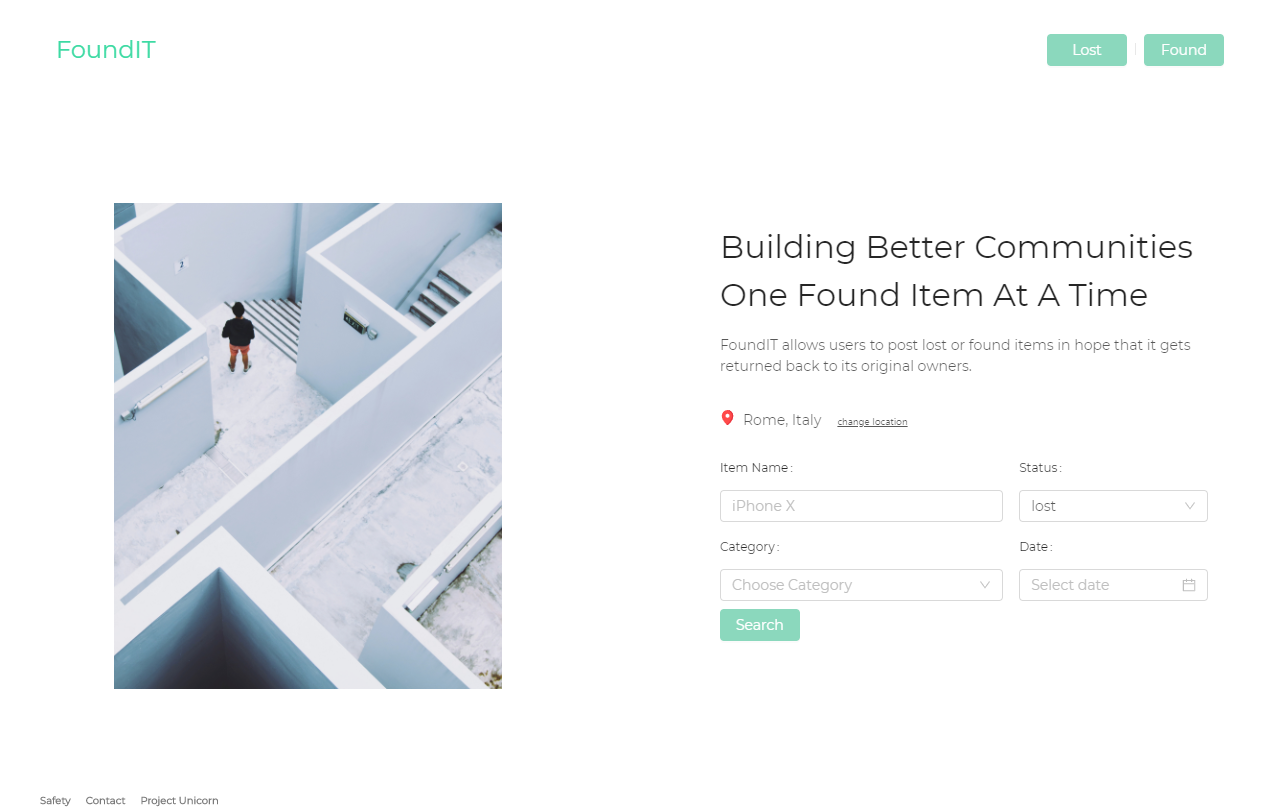 FoundIT
Lost
Found
Building Better Communities
One Found Item At A Time
FoundIT allows users to post lost or found items in hope that it gets
returned back to its original owners.
Rome, Italy change location
Item Name :
Status :
iPhone X
lost
Category :
Date :
Choose Category
Select date
Search
Safety Contact Project Unicorn